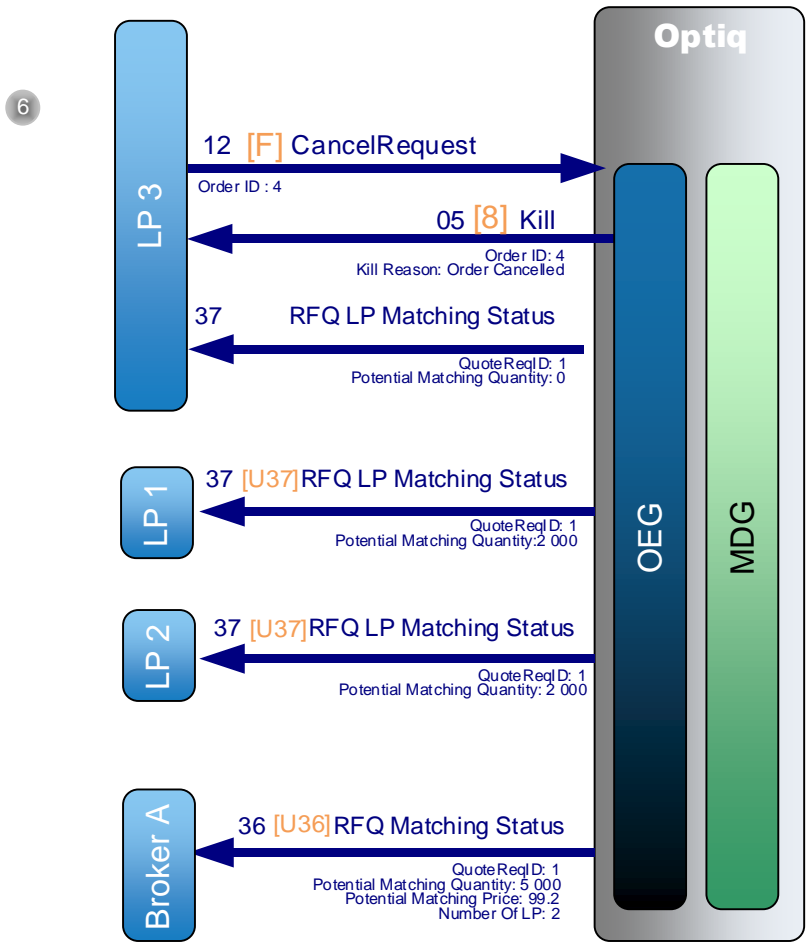 Optiq
6
12 [F] CancelRequest
Order ID : 4
05 [8] Kill
Order ID: 4
Kill Reason: Order Cancelled
LP 3
37 RFQ LP Matching Status
QuoteReqID: 1
Potential Matching Quantity: 0
37 [U37]RFQ LP Matching Status
LP 1
QuoteReqID: 1
Potential Matching Quantity:2 000
OEG
MDG
37 [U37]RFQ LP Matching Status
LP 2
QuoteReqID: 1
Potential Matching Quantity: 2 000
36 [U36]RFQ Matching Status
Broker A
QuoteReqID: 1
Potential Matching Quantity: 5 000
Potential Matching Price: 99.2
Number Of LP: 2